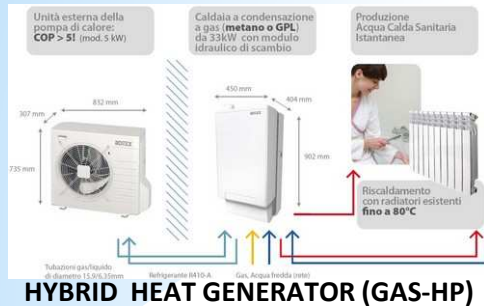 Unità esterna della
pompa di calore:
COP > 5! (mod. 5 kW)
Caldaia a condensazione
a gas (metano o GPL)
da 33kW con modulo
idraulico di scambio
Produzione
Acqua Calda Sanitaria
Istantanea
832 mm
307 mm
735 mm
450 mm
404 mm
902 mm
Riscaldamento
con radiatori esistenti
fino a 80°C
Tubazioni gas/liquido
di diametro 15,9/6,35mm
Refrigerante R410-A
Gas, Acqua fredda (rete)
HYBRID HEAT GENERATOR (GAS-HP)